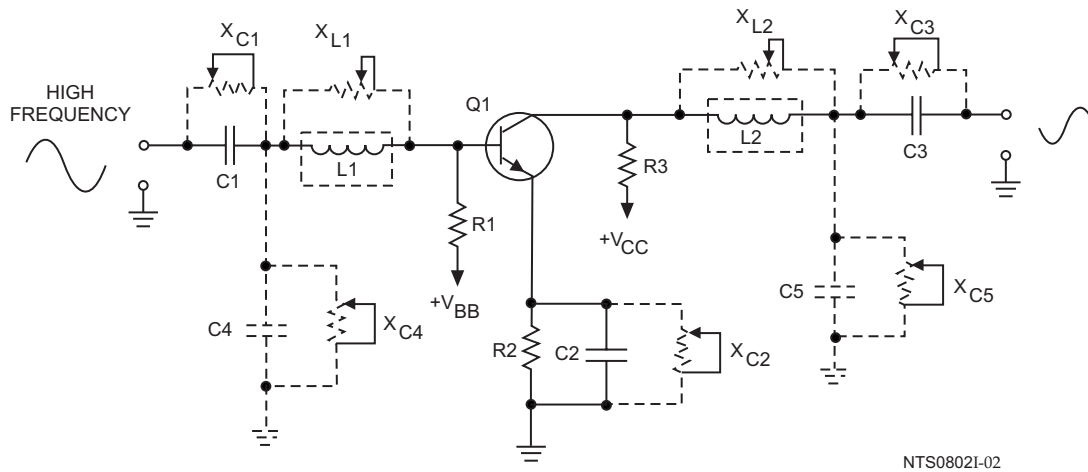 HIGH
FREQUENCY
XC1
XL1
XL2
XC3
Q1
C1
L1
L2
C3
R1
R3
+VBB
+VCC
C4
XC4
R2
C2
XC2
C5
XC5
NTS0802I-02